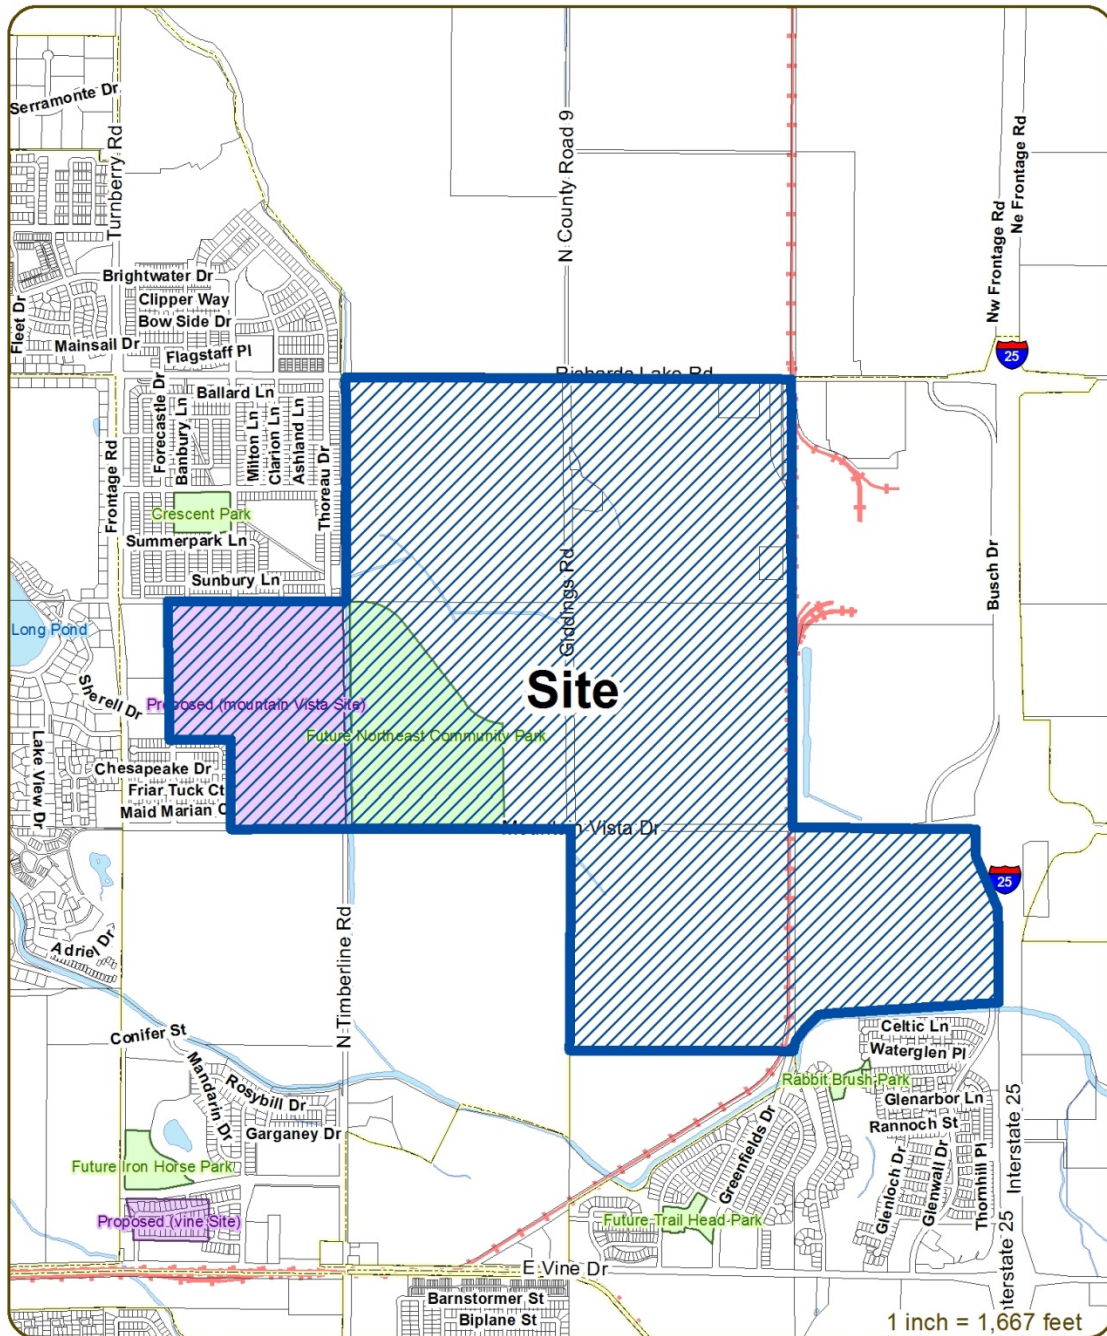 Serramonte Dr
Turnberry Rd
N County Road 9
Ne Frontage Rd
Nw Frontage Rd
Brightwater Dr
Clipper Way
Bow Side Dr
Fleet Dr
Mainsail Dr
Flagstaff Pl
25
Richards Lake Rd
Forecastle Dr
Ballard Ln
Banbury Ln
Milton Ln
Clarion Ln
Ashland Ln
Thoreau Dr
Frontage Rd
Crescent Park
Summerpark Ln
Sunbury Ln
Giddings Rd
Busch Dr
Long Pond
Site
Sherell Dr
Proposed (mountain Vista Site)
Future Northeast Community Park
Lake View Dr
Chesapeake Dr
Friar Tuck Ct
Maid Marian C
Mountain Vista Dr
25
Adriel Dr
N Timberline Rd
Conifer St
Celtic Ln
Waterglen Pl
Mandarin Dr
Rosybill Dr
Rabbit Brush Park
Glenarbor Ln
Garganey Dr
Rannoch St
Greenfields Dr
Glenloch Dr
Glenwall Dr
Thornhill Pl
Interstate 25
Future Iron Horse Park
Proposed (vine Site)
Future Trail Head Park
Interstate 25
E Vine Dr
Barnstormer St
Biplane St
1 inch = 1,667 feet